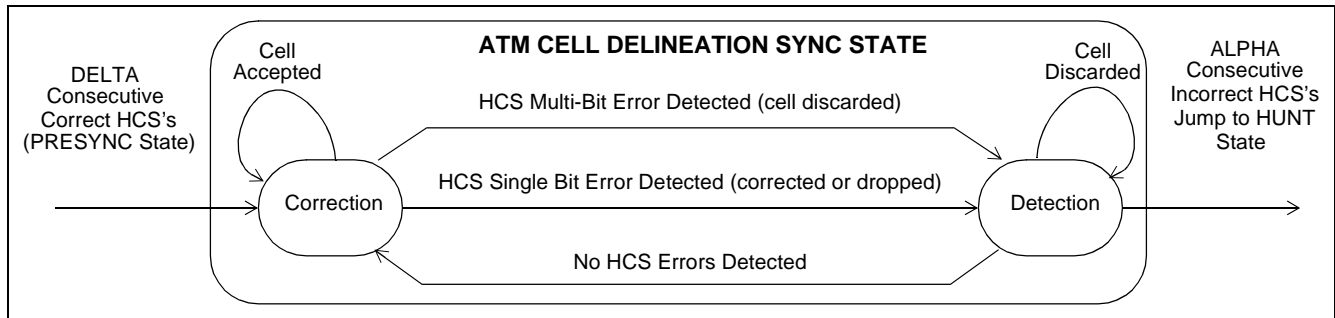 ATM CELL DELINEATION SYNC STATE
DELTA
Consecutive
Correct HCS's
(PRESYNC State)
Cell
Accepted
HCS Multi-Bit Error Detected (cell discarded)
Cell
Discarded
ALPHA
Consecutive
Incorrect HCS's
Jump to HUNT
State
HCS Single Bit Error Detected (corrected or dropped)
Correction
Detection
No HCS Errors Detected